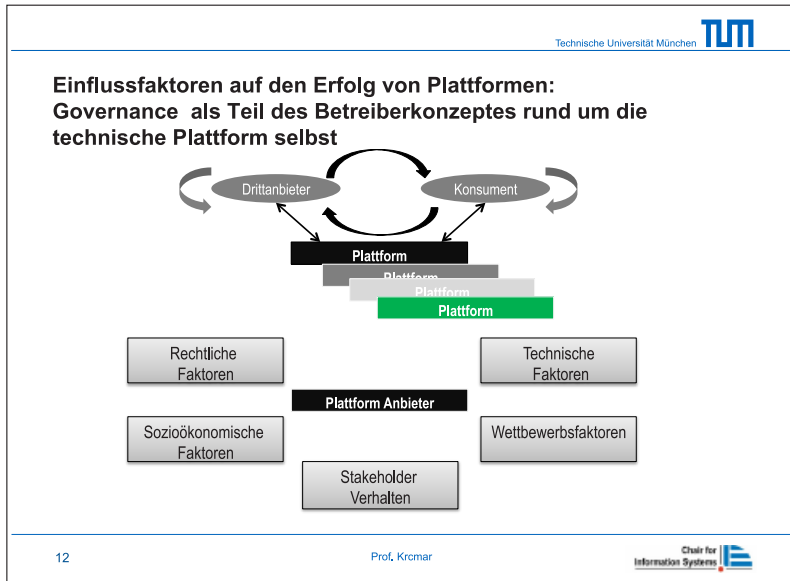 Technische Universität München
TUM
Einflussfaktoren auf den Erfolg von Plattformen:
Governance als Teil des Betreiberkonzeptes rund um die
technische Plattform selbst
Drittanbieter
Konsument
Plattform
Plattform
Plattform
Plattform
Rechtliche
Faktoren
Technische
Faktoren
Plattform Anbieter
Sozioökonomische
Faktoren
Wettbewerbsfaktoren
Stakeholder
Verhalten
12
Prof. Krcmar
Chair for
Information Systems